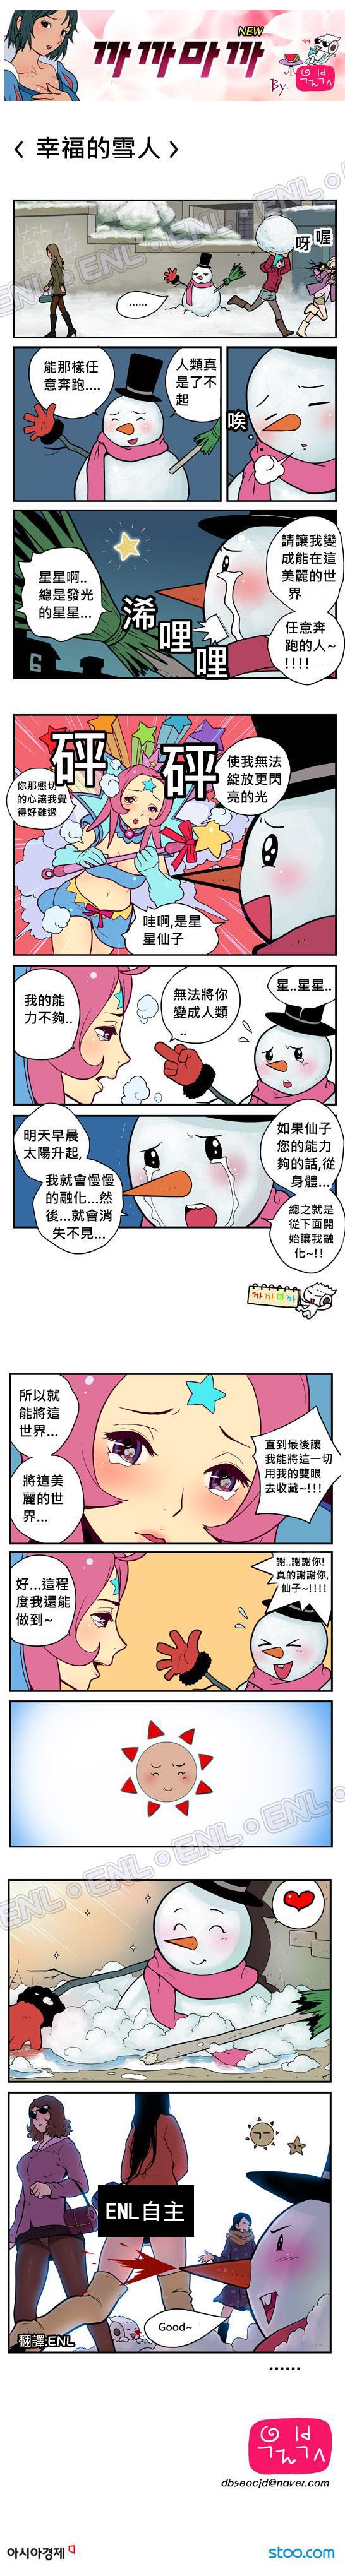 NEW
까까마까
By.
< 幸福的雪人 >
ENL ENL ENL
呀
喔
......
能那樣任
意奔跑....
人類真
是了不
起
唉
星星啊..
總是發光
的星星...
浠
哩
哩
請讓我變
成能在這
美麗的世
界
任意奔
跑的人~
!!!!
砰
砰
你那懇切
的心讓我覺
得好難過
使我無法
綻放更閃
亮的光
哇啊,是星
星仙子
我的能
力不夠..
無法將你
變成人類
..
星..星星..
明天早晨
太陽升起,
我就會慢慢
的融化...然
後...就會消
失不見...
如果仙子
您的能力
夠的話,從
身體...
總之就是
從下面開
始讓我融
化~!!
까까마까
所以就
能將這
世界...
將這美
麗的世
界...
直到最後讓
我能將這一切
用我的雙眼
去收藏~!!!
好...這程
度我還能
做到~
謝..謝謝你!
真的謝謝你,
仙子~!!!!
ENL ENL ENL ENL
ENL自主
Good~
翻譯:ENL
......
dbseocjd@naver.com
아시아경제
stoo.com